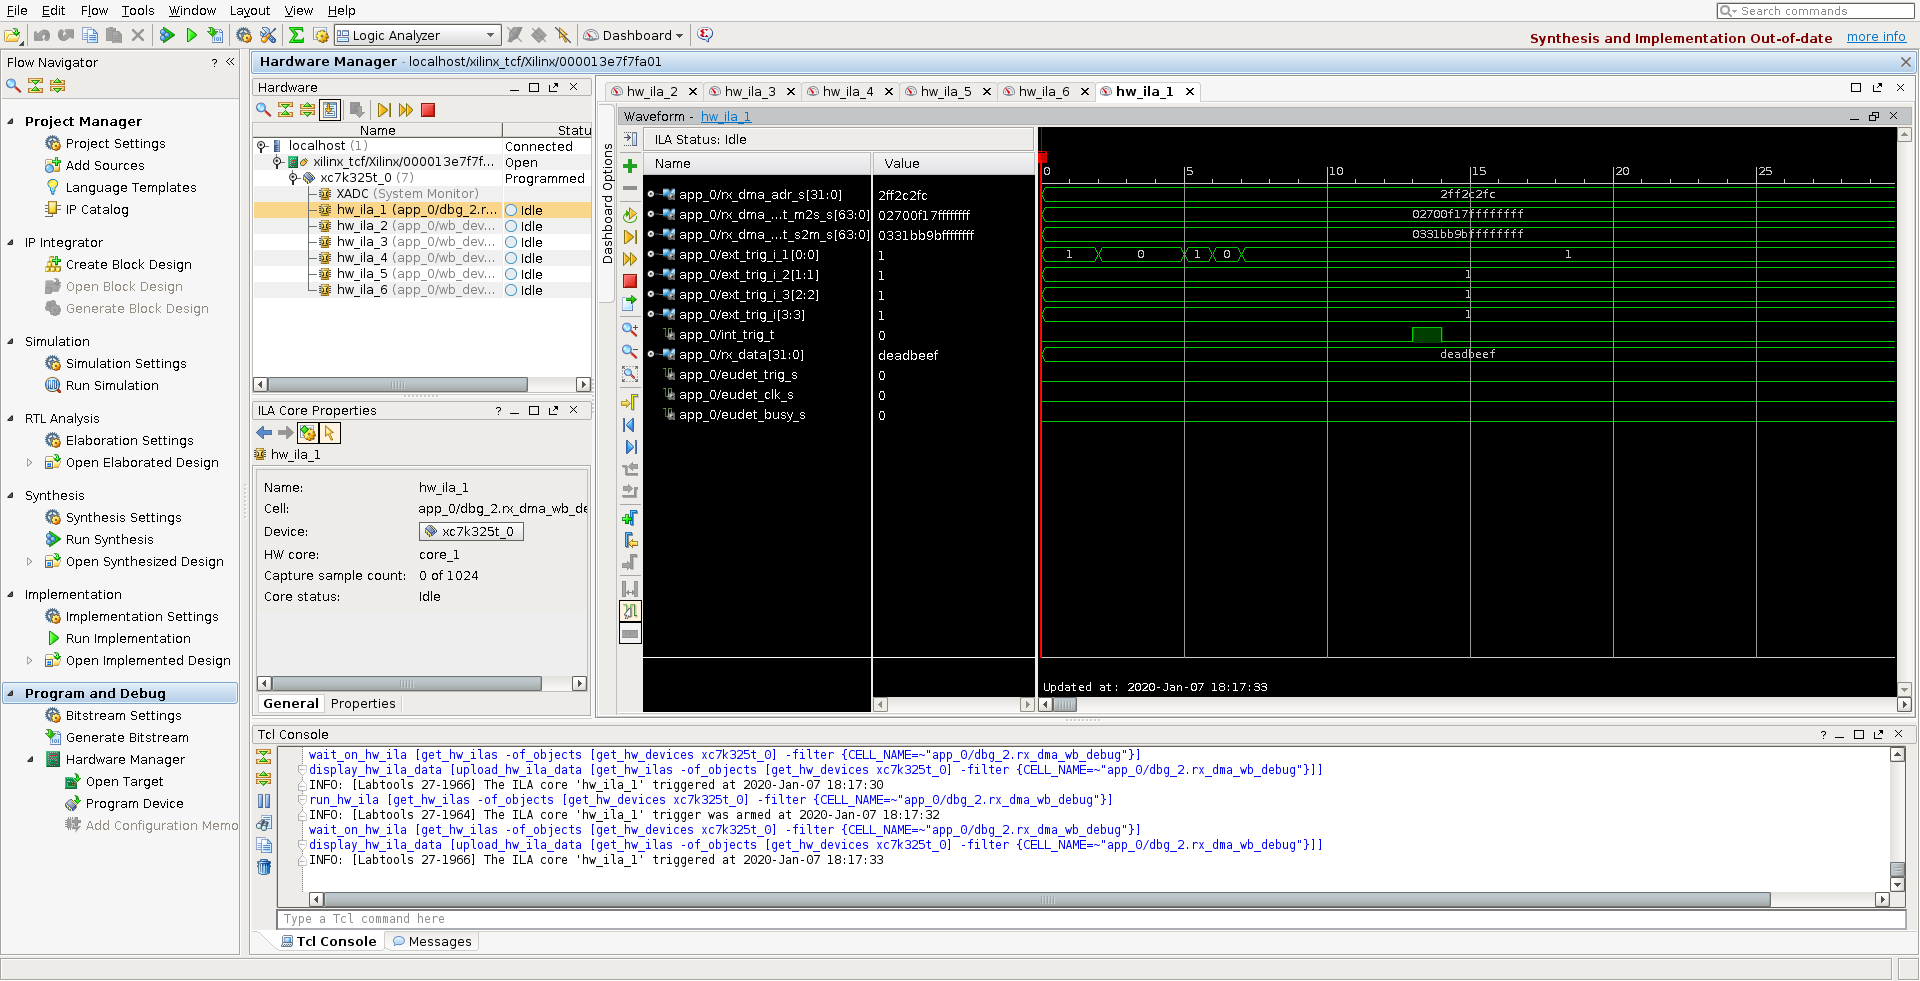 File Edit Flow Tools Window Layout View Help
Search commands
Logic Analyzer
Dashboard
Synthesis and Implementation Out-of-date more info
Flow Navigator
Project Manager
Project Settings
Add Sources
Language Templates
IP Catalog
IP Integrator
Create Block Design
Open Block Design
Generate Block Design
Simulation
Simulation Settings
Run Simulation
RTL Analysis
Elaboration Settings
Open Elaborated Design
Synthesis
Synthesis Settings
Run Synthesis
Open Synthesized Design
Implementation
Implementation Settings
Run Implementation
Open Implemented Design
Program and Debug
Bitstream Settings
Generate Bitstream
Hardware Manager
Open Target
Program Device
Add Configuration Memo
Hardware Manager - localhost/xilinx_tcf/Xilinx/000013e7f7fa01
Hardware
Name Statu
localhost (1) Connected
xilinx_tcf/Xilinx/000013e7f7f... Open
xc7k325t_0 (7) Programmed
XADC (System Monitor)
hw_ila_1 (app_0/dbg_2.r... Idle
hw_ila_2 (app_0/wb_dev... Idle
hw_ila_3 (app_0/wb_dev... Idle
hw_ila_4 (app_0/wb_dev... Idle
hw_ila_5 (app_0/wb_dev... Idle
hw_ila_6 (app_0/wb_dev... Idle
ILA Core Properties
hw_ila_1
Name: hw_ila_1
Cell: app_0/dbg_2.rx_dma_wb_de
Device: xc7k325t_0
HW core: core_1
Capture sample count: 0 of 1024
Core status: Idle
General Properties
hw_ila_2 hw_ila_3 hw_ila_4 hw_ila_5 hw_ila_6 hw_ila_1
Dashboard Options
Waveform - hw_ila_1
ILA Status: Idle
Name Value
0 5 10 15 20 25
app_0/rx_dma_adr_s[31:0] 2ff2c2fc 2ff2c2fc
app_0/rx_dma_...t_m2s_s[63:0] 02700f17ffffffff 02700f17ffffffff
app_0/rx_dma_...t_s2m_s[63:0] 0331bb9bffffffff 0331bb9bffffffff
app_0/ext_trig_i_1[0:0] 1 1 0 1 0 1
app_0/ext_trig_i_2[1:1] 1 1
app_0/ext_trig_i_3[2:2] 1 1
app_0/ext_trig_i[3:3] 1 1
app_0/int_trig_t 0
app_0/rx_data[31:0] deadbeef deadbeef
app_0/eudet_trig_s 0
app_0/eudet_clk_s 0
app_0/eudet_busy_s 0
Updated at: 2020-Jan-07 18:17:33
Tcl Console
wait_on_hw_ila [get_hw_ilas -of_objects [get_hw_devices xc7k325t_0] -filter {CELL_NAME=~"app_0/dbg_2.rx_dma_wb_debug"}]
display_hw_ila_data [upload_hw_ila_data [get_hw_ilas -of_objects [get_hw_devices xc7k325t_0] -filter {CELL_NAME=~"app_0/dbg_2.rx_dma_wb_debug"}]]
INFO: [Labtools 27-1966] The ILA core 'hw_ila_1' triggered at 2020-Jan-07 18:17:30
run_hw_ila [get_hw_ilas -of_objects [get_hw_devices xc7k325t_0] -filter {CELL_NAME=~"app_0/dbg_2.rx_dma_wb_debug"}]
INFO: [Labtools 27-1964] The ILA core 'hw_ila_1' trigger was armed at 2020-Jan-07 18:17:32
wait_on_hw_ila [get_hw_ilas -of_objects [get_hw_devices xc7k325t_0] -filter {CELL_NAME=~"app_0/dbg_2.rx_dma_wb_debug"}]
display_hw_ila_data [upload_hw_ila_data [get_hw_ilas -of_objects [get_hw_devices xc7k325t_0] -filter {CELL_NAME=~"app_0/dbg_2.rx_dma_wb_debug"}]]
INFO: [Labtools 27-1966] The ILA core 'hw_ila_1' triggered at 2020-Jan-07 18:17:33
Type a Tcl command here
Tcl Console Messages